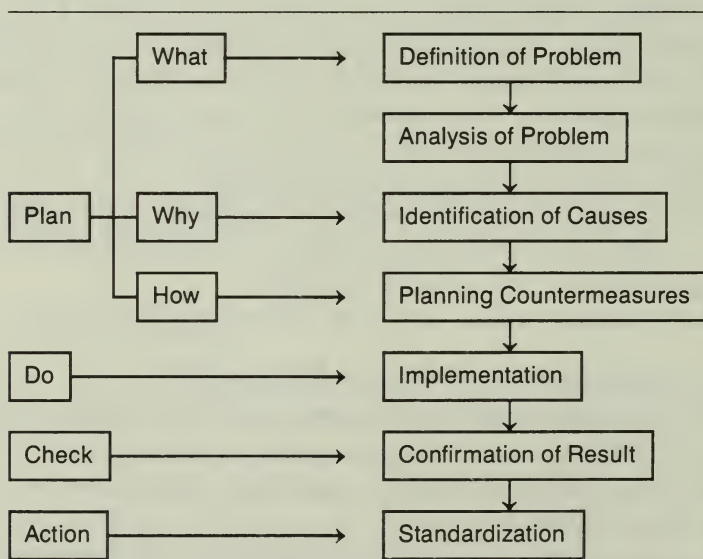 What
Definition of Problem
Analysis of Problem
Plan
Why
Identification of Causes
How
Planning Countermeasures
Do
Implementation
Check
Confirmation of Result
Action
Standardization